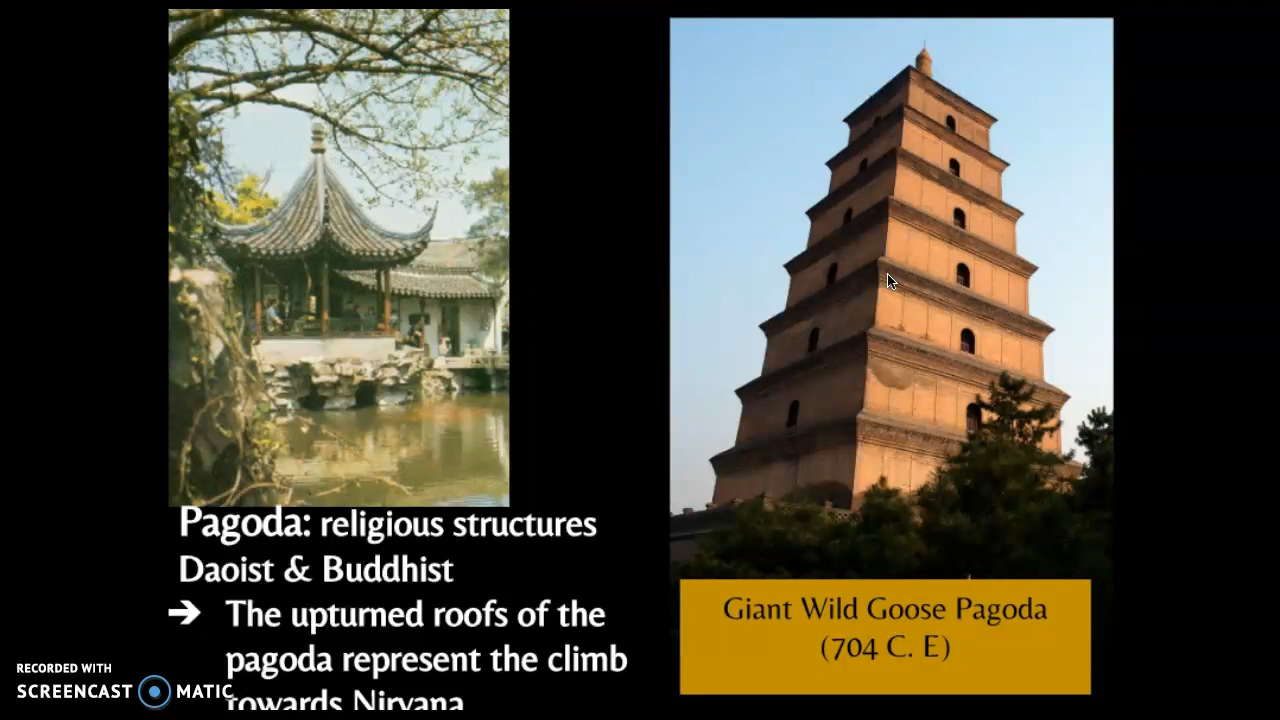 Pagoda: religious structures
Daoist & Buddhist
➔ The upturned roofs of the
pagoda represent the climb
towards Nirvana
Giant Wild Goose Pagoda
(704 C. E)
RECORDED WITH
SCREENCAST MATIC